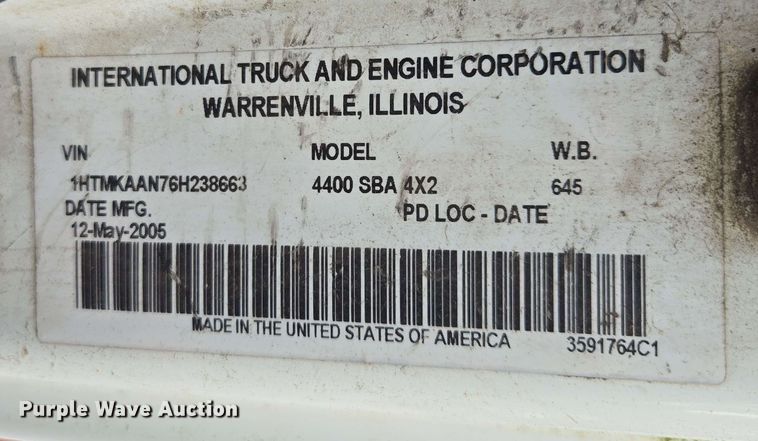 INTERNATIONAL TRUCK AND ENGINE CORPORATION
WARRENVILLE, ILLINOIS
VIN MODEL W.B.
1HTMKAAN76H238663 4400 SBA 4X2 645
DATE MFG. PD LOC - DATE
12-May-2005
MADE IN THE UNITED STATES OF AMERICA 3591764C1
Purple Wave Auction